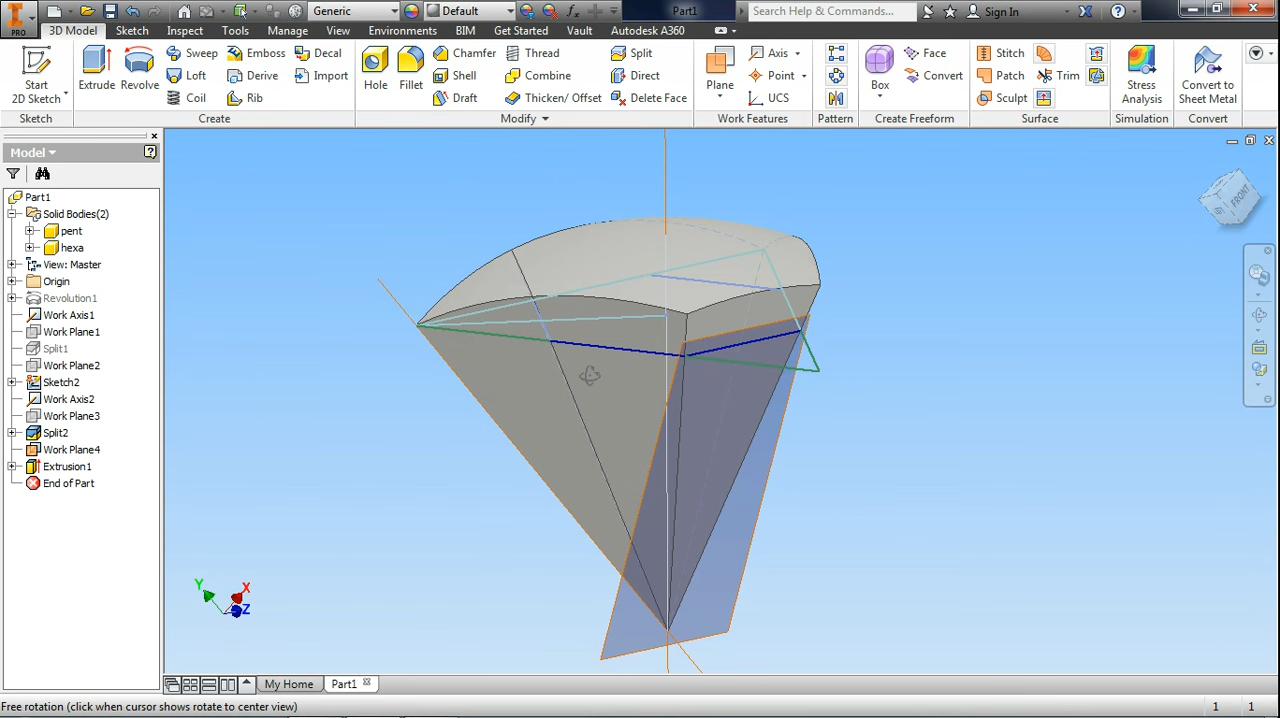 PRO
Generic
Default
fx
Part1
Search Help & Commands...
Sign In
3D Model Sketch Inspect Tools Manage View Environments BIM Get Started Vault Autodesk A360
Start
2D Sketch
Extrude
Revolve
Sweep
Loft
Coil
Emboss
Derive
Rib
Decal
Import
Hole
Fillet
Chamfer
Shell
Draft
Thread
Combine
Thicken/ Offset
Split
Direct
Delete Face
Plane
Axis
Point
UCS
Box
Face
Convert
Stitch
Patch
Sculpt
Trim
Stress
Analysis
Convert to
Sheet Metal
Sketch Create Modify Work Features Pattern Create Freeform Surface Simulation Convert
Model
Part1
Solid Bodies(2)
pent
hexa
View: Master
Origin
Revolution1
Work Axis1
Work Plane1
Split1
Work Plane2
Sketch2
Work Axis2
Work Plane3
Split2
Work Plane4
Extrusion1
End of Part
FRONT
Y
X
Z
My Home Part1
Free rotation (click when cursor shows rotate to center view) 1 1